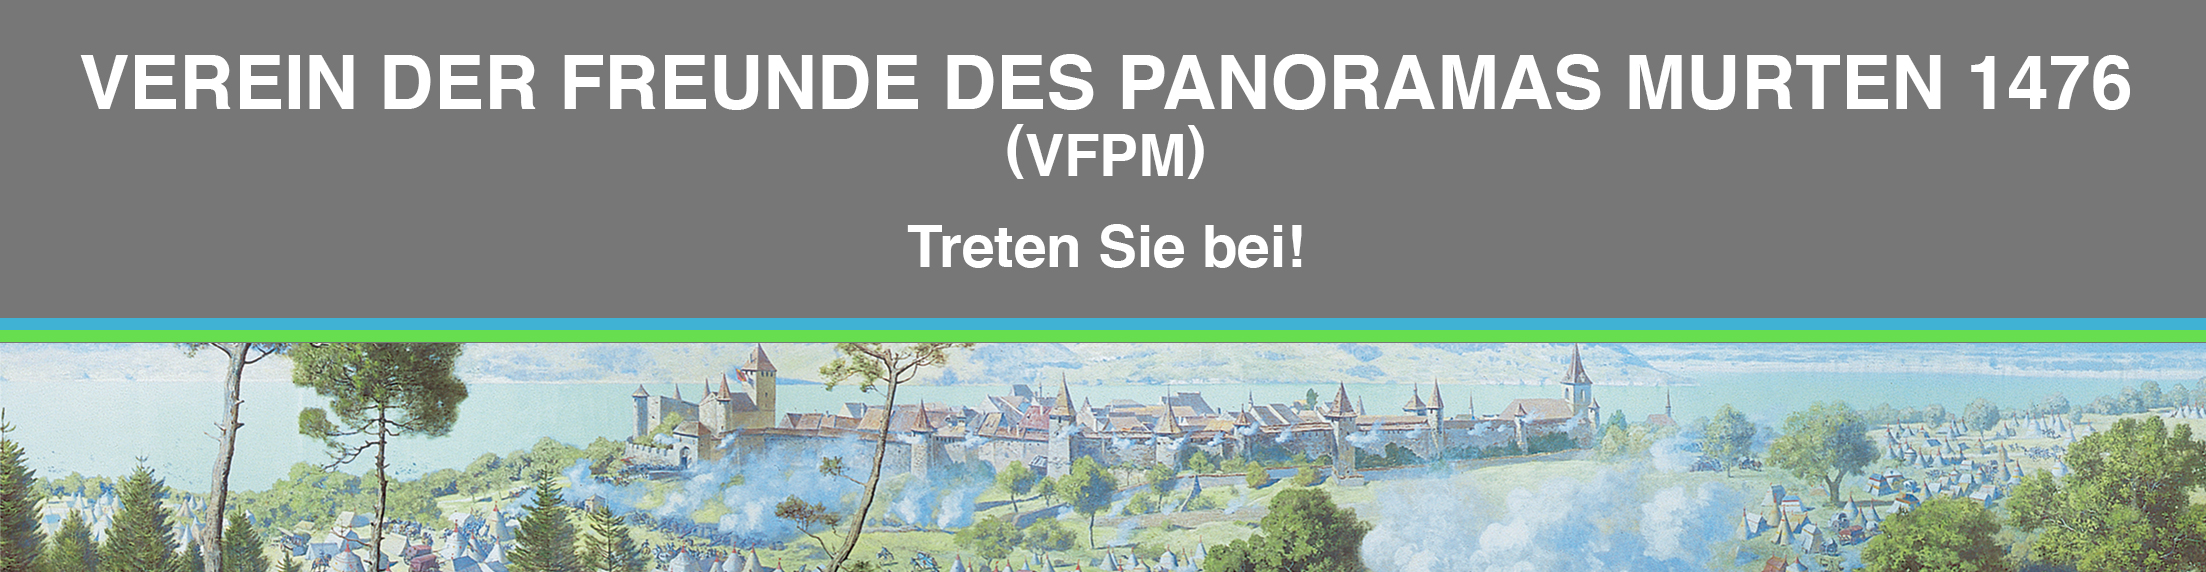 VEREIN DER FREUNDE DES PANORAMAS MURTEN 1476
(VFPM)
Treten Sie bei!